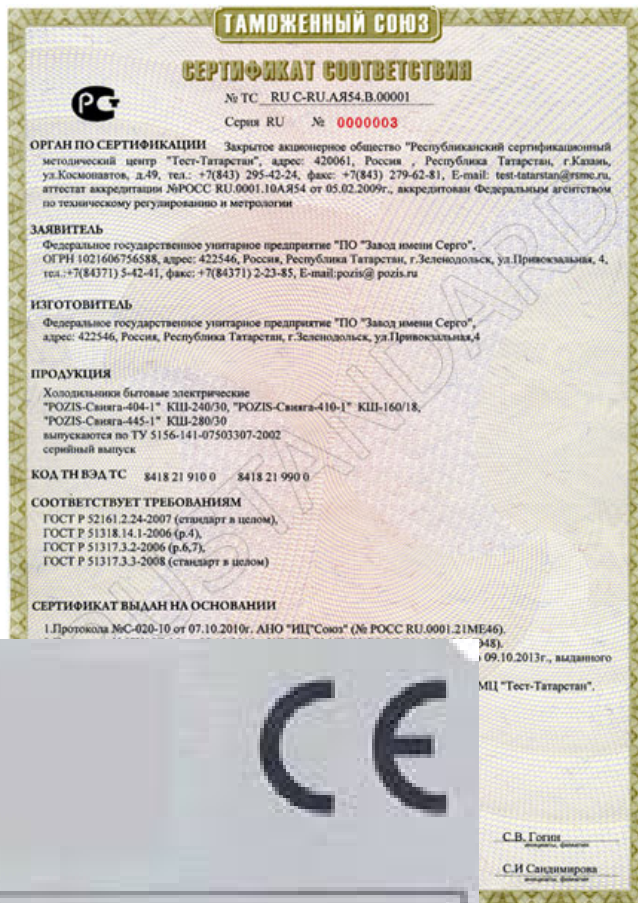 ТАМОЖЕННЫЙ СОЮЗ
СЕРТИФИКАТ СООТВЕТСТВИЯ
№ ТС RU C-RU.АЯ54.В.00001
Серия RU № 0000003
ОРГАН ПО СЕРТИФИКАЦИИ Закрытое акционерное общество "Республиканский сертификационный
методический центр "Тест-Татарстан", адрес: 420061, Россия , Республика Татарстан, г.Казань,
ул.Космонавтов, д.49, тел.: +7(843) 295-42-24, факс: +7(843) 279-62-81, E-mail: test-tatarstan@rsmc.ru,
аттестат аккредитации №РОСС RU.0001.10АЯ54 от 05.02.2009г., аккредитован Федеральным агентством
по техническому регулированию и метрологии
ЗАЯВИТЕЛЬ
Федеральное государственное унитарное предприятие "ПО "Завод имени Серго",
ОГРН 1021606756588, адрес: 422546, Россия, Республика Татарстан, г.Зеленодольск, ул.Привокзальная, 4,
тел.:+7(84371) 5-42-41, факс: +7(84371) 2-23-85, E-mail:pozis@ pozis.ru
ИЗГОТОВИТЕЛЬ
Федеральное государственное унитарное предприятие "ПО "Завод имени Серго",
адрес: 422546, Россия, Республика Татарстан, г.Зеленодольск, ул.Привокзальная,4
ПРОДУКЦИЯ
Холодильники бытовые электрические
"POZIS-Свияга-404-1" КШ-240/30, "POZIS-Свияга-410-1" КШ-160/18,
"POZIS-Свияга-445-1" КШ-280/30
выпускаются по ТУ 5156-141-07503307-2002
серийный выпуск
КОД ТН ВЭД ТС 8418 21 910 0 8418 21 990 0
СООТВЕТСТВУЕТ ТРЕБОВАНИЯМ
ГОСТ Р 52161.2.24-2007 (стандарт в целом),
ГОСТ Р 51318.14.1-2006 (р.4),
ГОСТ Р 51317.3.2-2006 (р.6,7),
ГОСТ Р 51317.3.3-2008 (стандарт в целом)
СЕРТИФИКАТ ВЫДАН НА ОСНОВАНИИ
1.Протокола №С-020-10 от 07.10.2010г. АНО "ИЦ"Союз" (№ РОСС RU.0001.21МЕ46).
09.10.2013г., выданного
МЦ "Тест-Татарстан".
CE
С.В. Гогин
С.И Сандимирова
RUSTANDARD